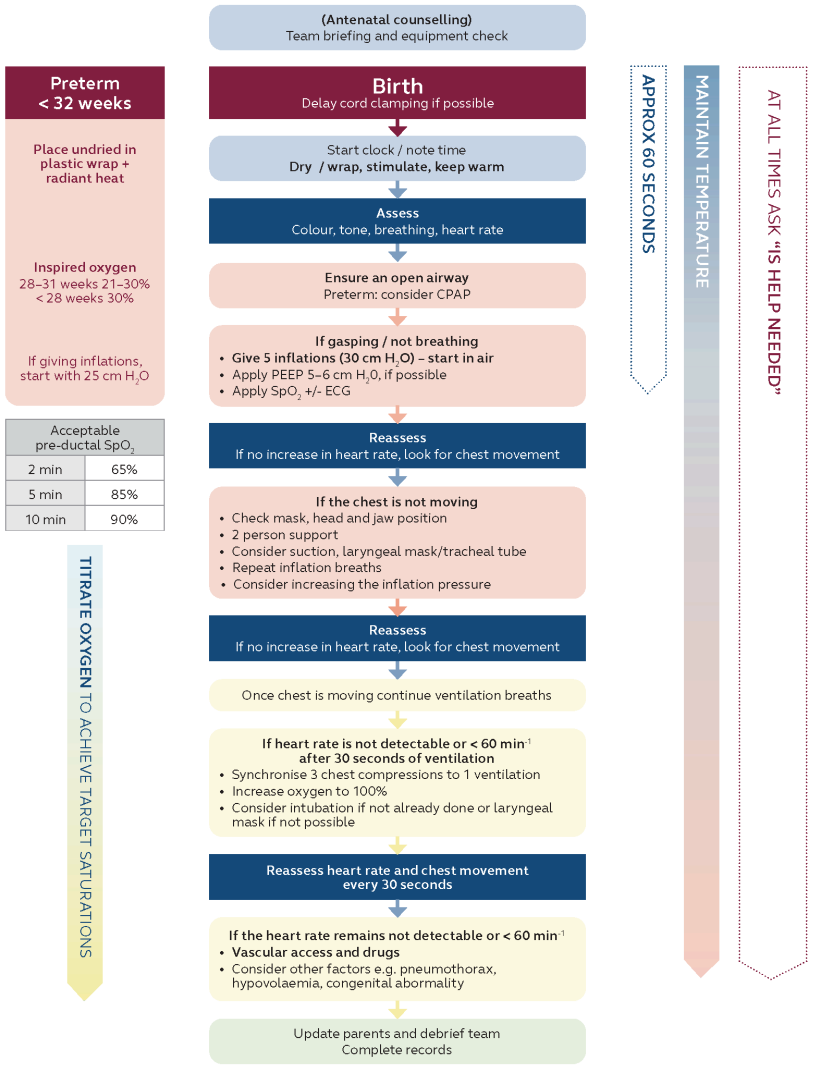 (Antenatal counselling)
Team briefing and equipment check
Preterm
< 32 weeks
Place undried in
plastic wrap +
radiant heat
Inspired oxygen
28–31 weeks 21–30%
< 28 weeks 30%
If giving inflations,
start with 25 cm H₂O
Acceptable
pre-ductal SpO₂
2 min 65%
5 min 85%
10 min 90%
TITRATE OXYGEN TO ACHIEVE TARGET SATURATIONS
Birth
Delay cord clamping if possible
Start clock / note time
Dry / wrap, stimulate, keep warm
Assess
Colour, tone, breathing, heart rate
Ensure an open airway
Preterm: consider CPAP
If gasping / not breathing
• Give 5 inflations (30 cm H₂O) – start in air
• Apply PEEP 5–6 cm H₂0, if possible
• Apply SpO₂ +/- ECG
Reassess
If no increase in heart rate, look for chest movement
If the chest is not moving
• Check mask, head and jaw position
• 2 person support
• Consider suction, laryngeal mask/tracheal tube
• Repeat inflation breaths
• Consider increasing the inflation pressure
Reassess
If no increase in heart rate, look for chest movement
Once chest is moving continue ventilation breaths
If heart rate is not detectable or < 60 min⁻¹
after 30 seconds of ventilation
• Synchronise 3 chest compressions to 1 ventilation
• Increase oxygen to 100%
• Consider intubation if not already done or laryngeal
mask if not possible
Reassess heart rate and chest movement
every 30 seconds
If the heart rate remains not detectable or < 60 min⁻¹
• Vascular access and drugs
• Consider other factors e.g. pneumothorax,
hypovolaemia, congenital abormality
Update parents and debrief team
Complete records
APPROX 60 SECONDS
MAINTAIN TEMPERATURE
AT ALL TIMES ASK “IS HELP NEEDED”